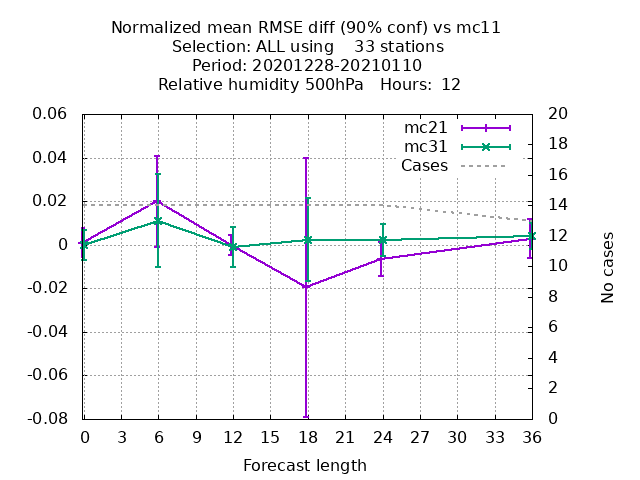 Normalized mean RMSE diff (90% conf) vs mc11
Selection: ALL using    33 stations
Period: 20201228-20210110
Relative humidity 500hPa   Hours:  12
0.06
0.04
0.02
0
-0.02
-0.04
-0.06
-0.08
mc21
mc31
Cases
20
18
16
14
12
10
8
6
4
2
0
No cases
0 3 6 9 12 15 18 21 24 27 30 33 36
Forecast length